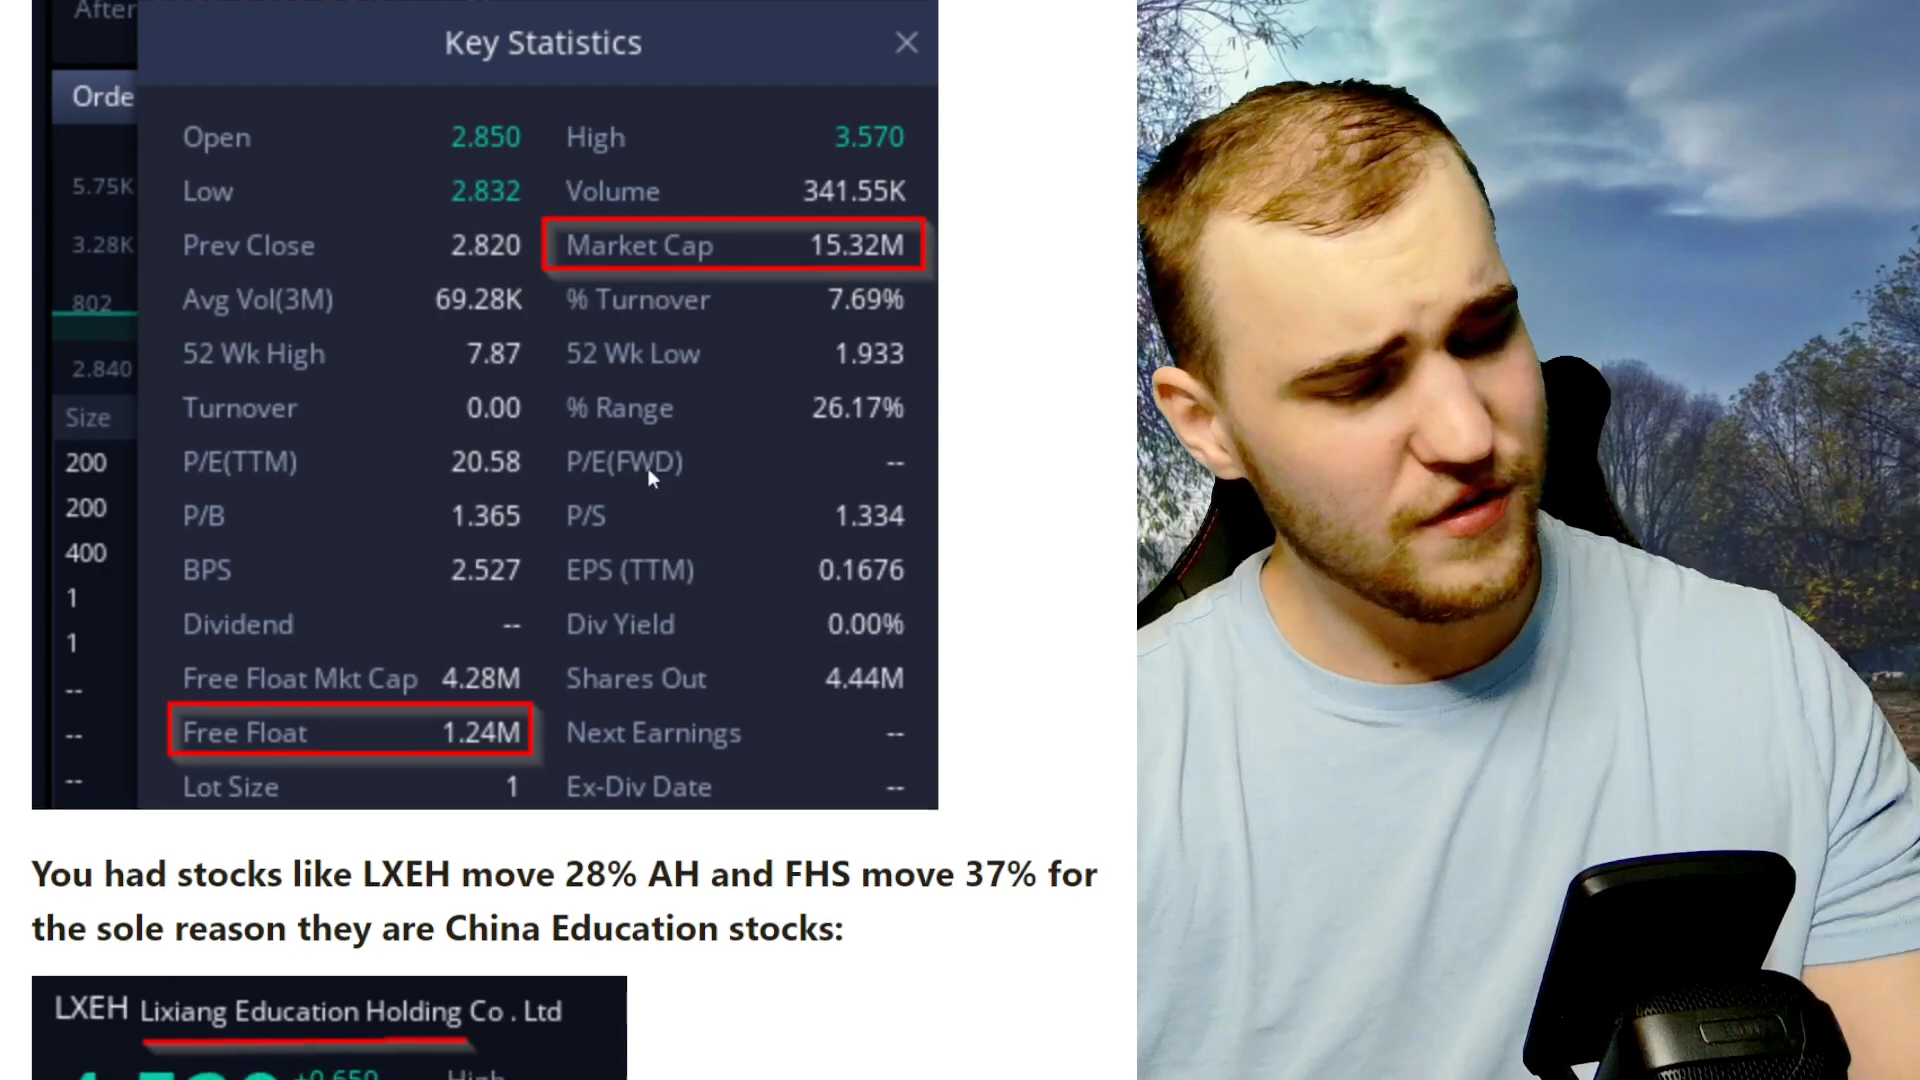 After
Key Statistics
Orde
Open 2.850 High 3.570
5.75K
Low 2.832 Volume 341.55K
3.28K
Prev Close 2.820 Market Cap 15.32M
802
Avg Vol(3M) 69.28K % Turnover 7.69%
52 Wk High 7.87 52 Wk Low 1.933
2.840
Turnover 0.00 % Range 26.17%
Size
P/E(TTM) 20.58 P/E(FWD) --
200
P/B 1.365 P/S 1.334
200
400
BPS 2.527 EPS (TTM) 0.1676
1
Dividend -- Div Yield 0.00%
1
Free Float Mkt Cap 4.28M Shares Out 4.44M
--
Free Float 1.24M Next Earnings --
--
Lot Size 1 Ex-Div Date --
--
You had stocks like LXEH move 28% AH and FHS move 37% for
the sole reason they are China Education stocks:
LXEH Lixiang Education Holding Co . Ltd
+0.650 High